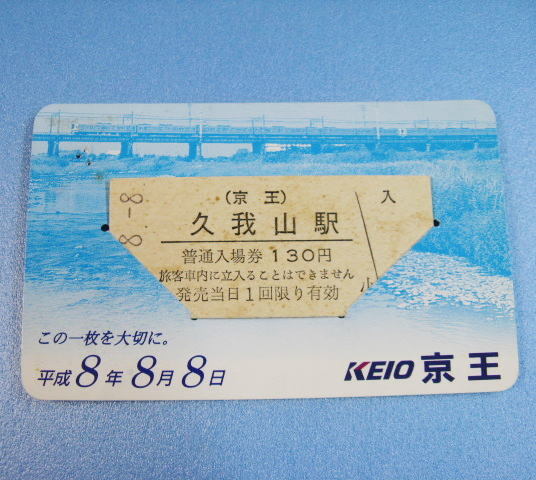 8-8
(京王)
久我山駅
普通入場券 130円
旅客車内に立入ることはできません
発売当日1回限り有効
入
小
この一枚を大切に。
平成8年8月8日
KEIO 京王